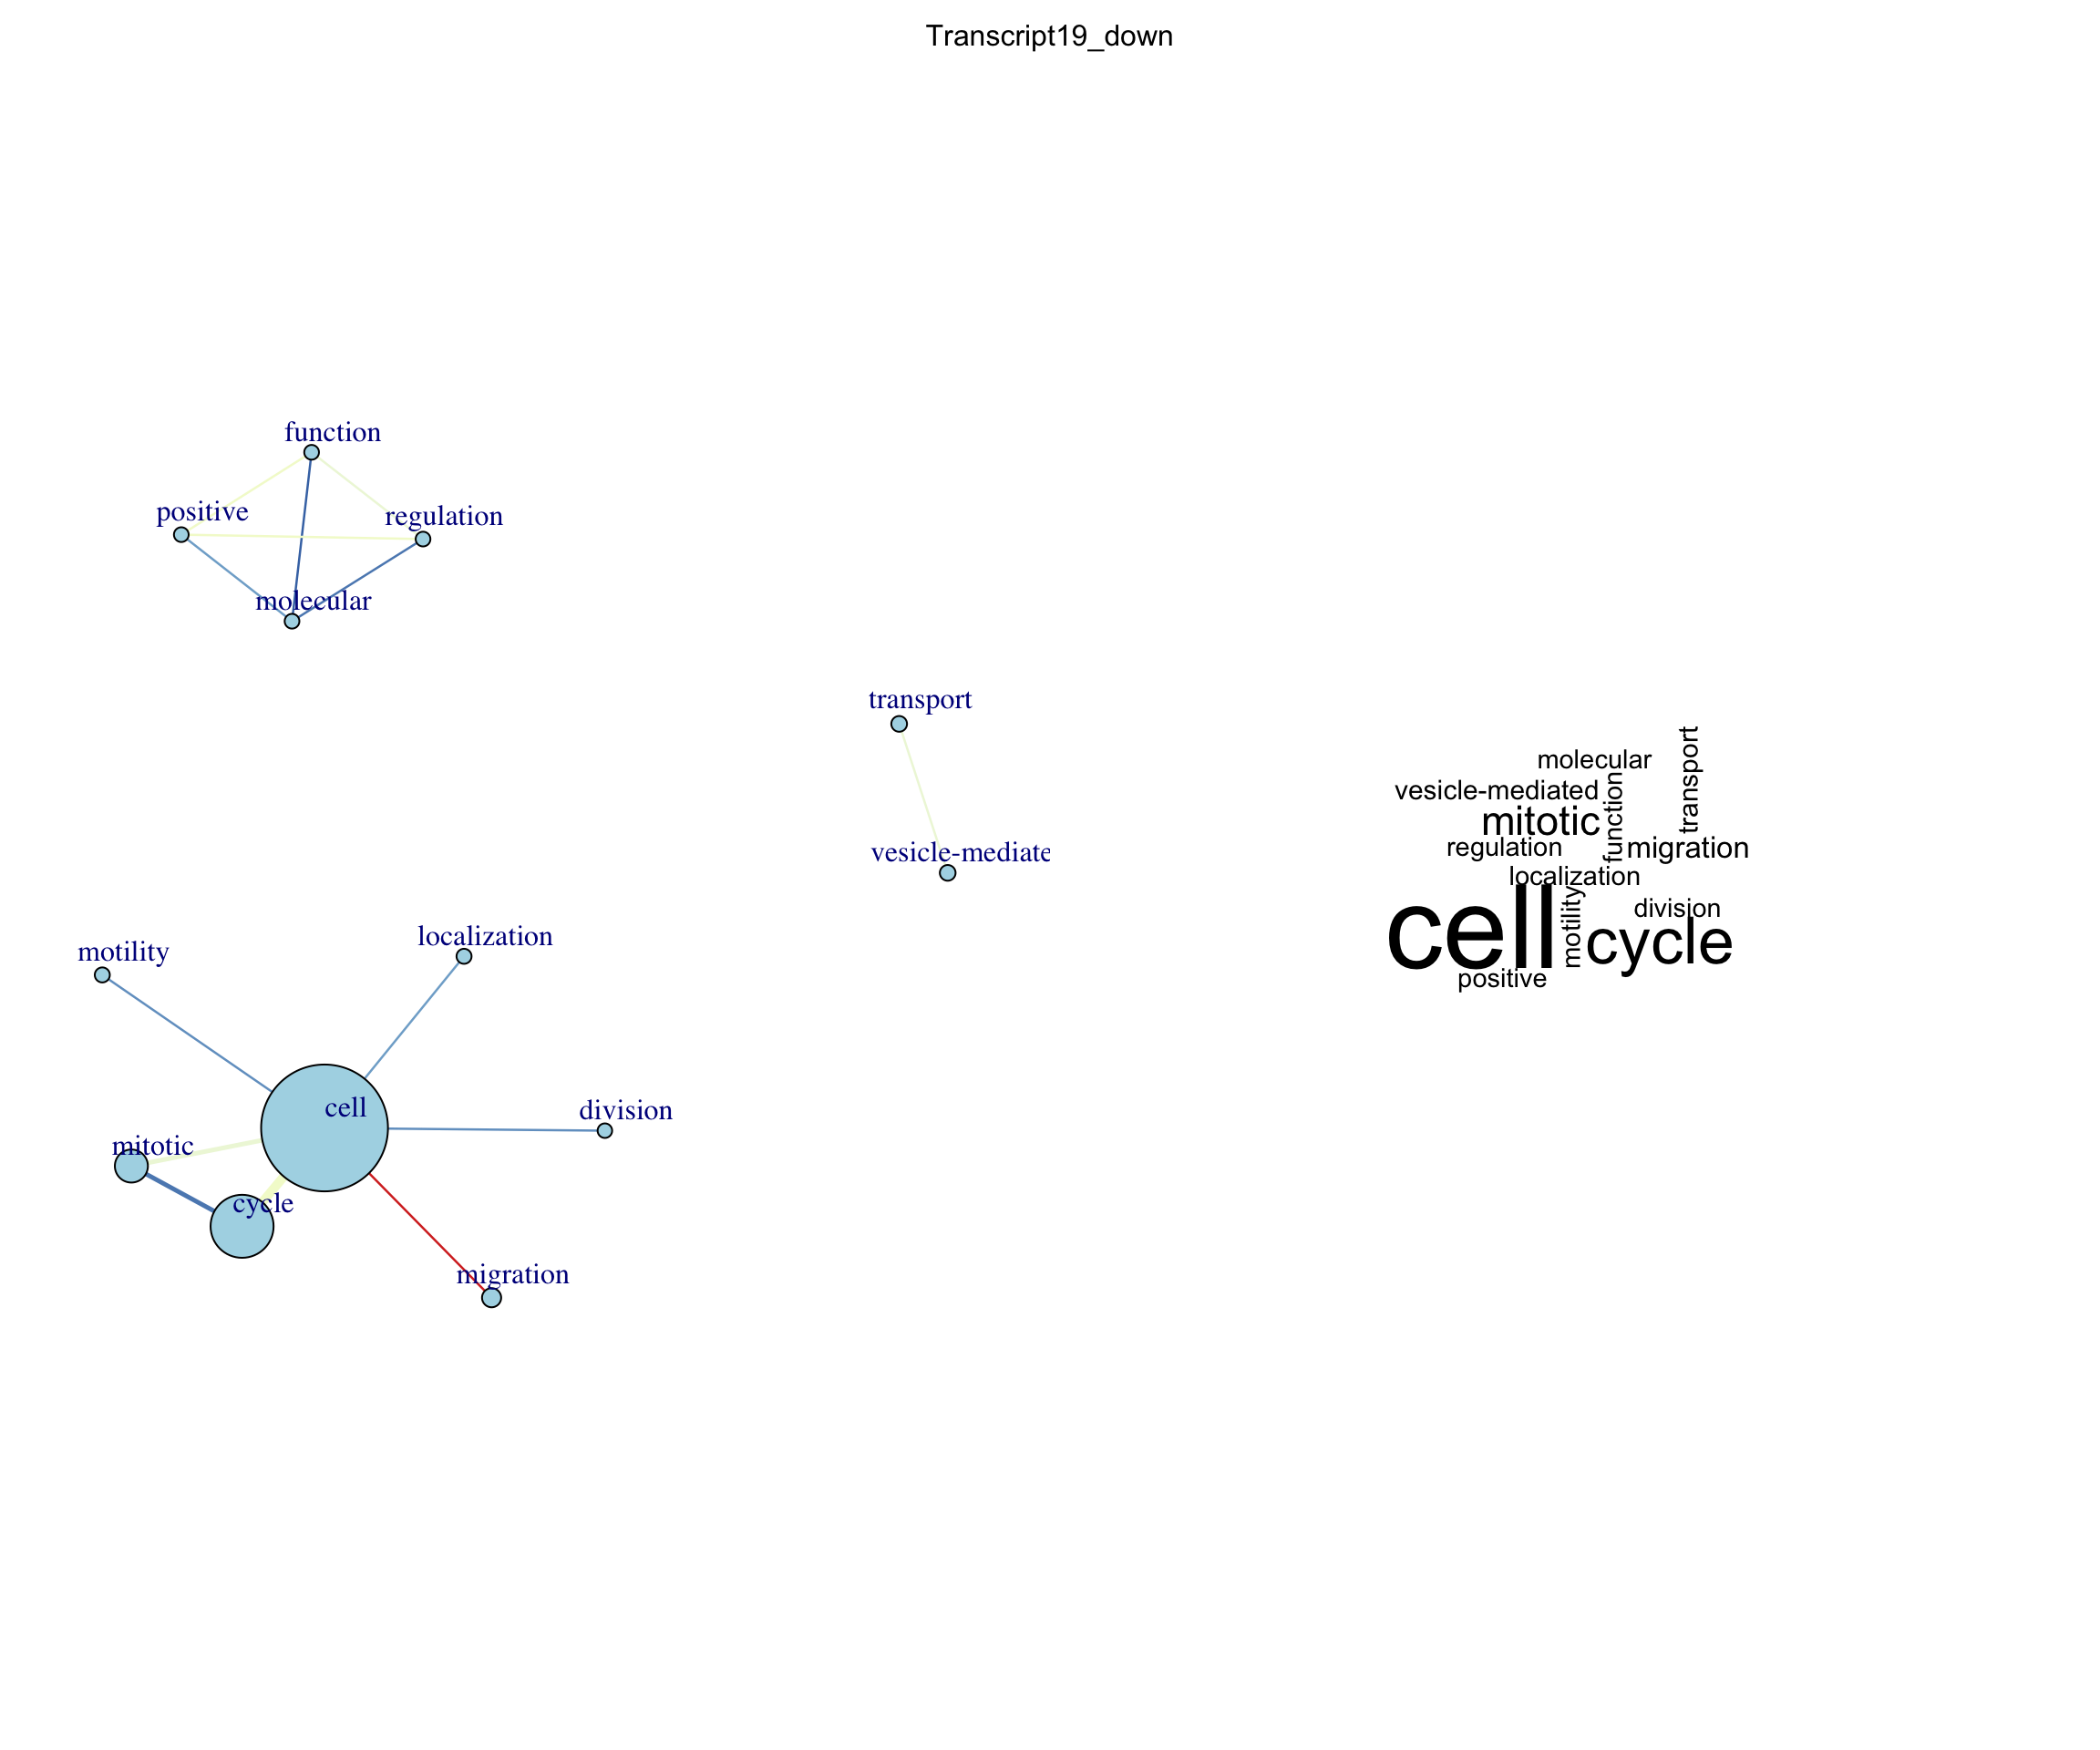 Transcript19_down
function
positive
regulation
molecular
transport
vesicle-mediate
motility
localization
cell
division
mitotic
cycle
migration
molecular
transport
vesicle-mediated
function
mitotic
regulation
migration
localization
cell
motility
division
cycle
positive